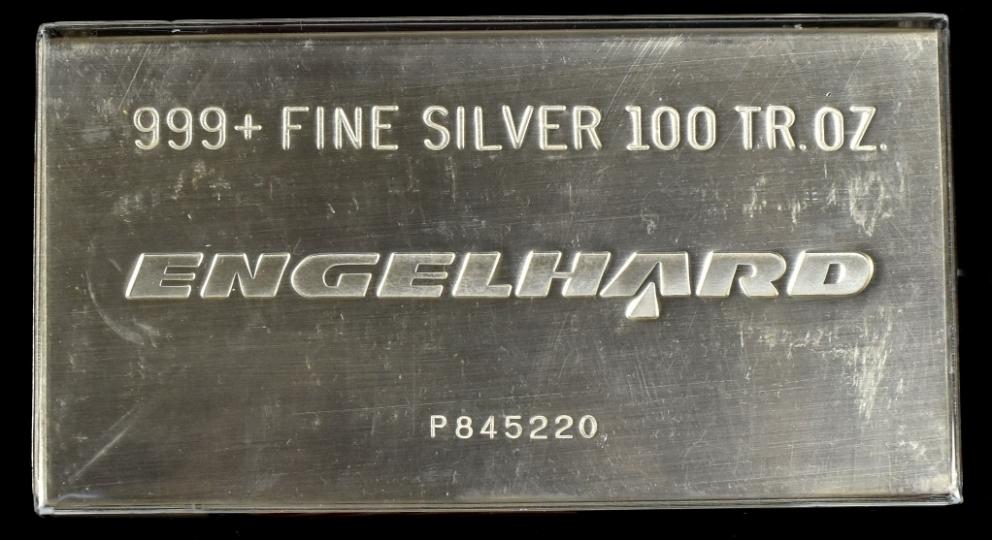 999+ FINE SILVER 100 TR.OZ.
ENGELHARD
P845220